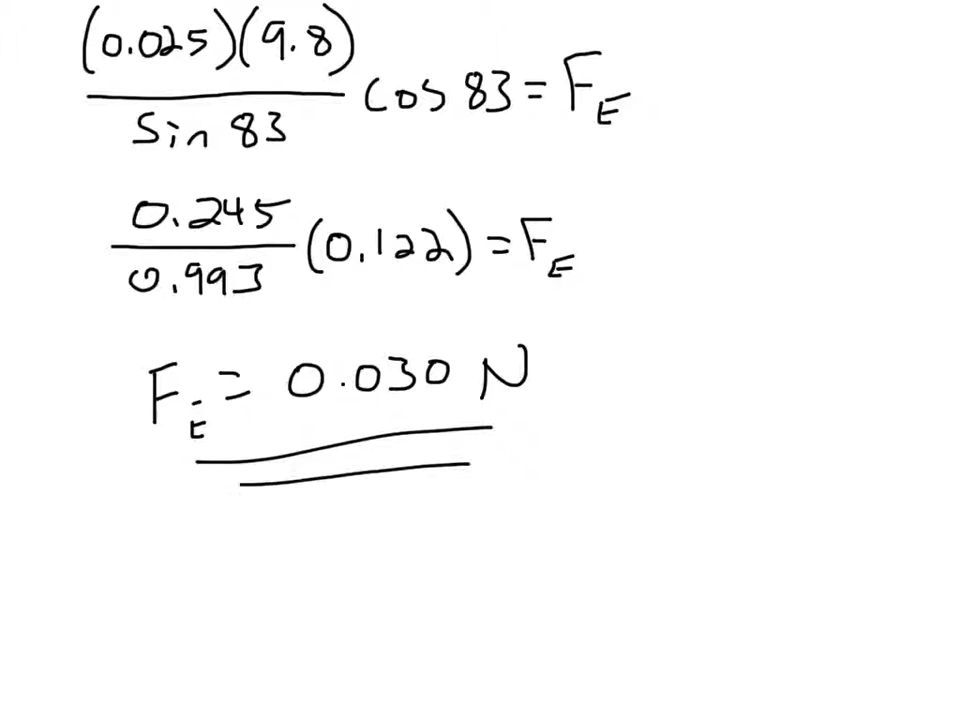 (0.025)(9.8)
cos 83 = F_E
Sin 83
0.245
(0.122) = F_E
0.993
F_E = 0.030 N